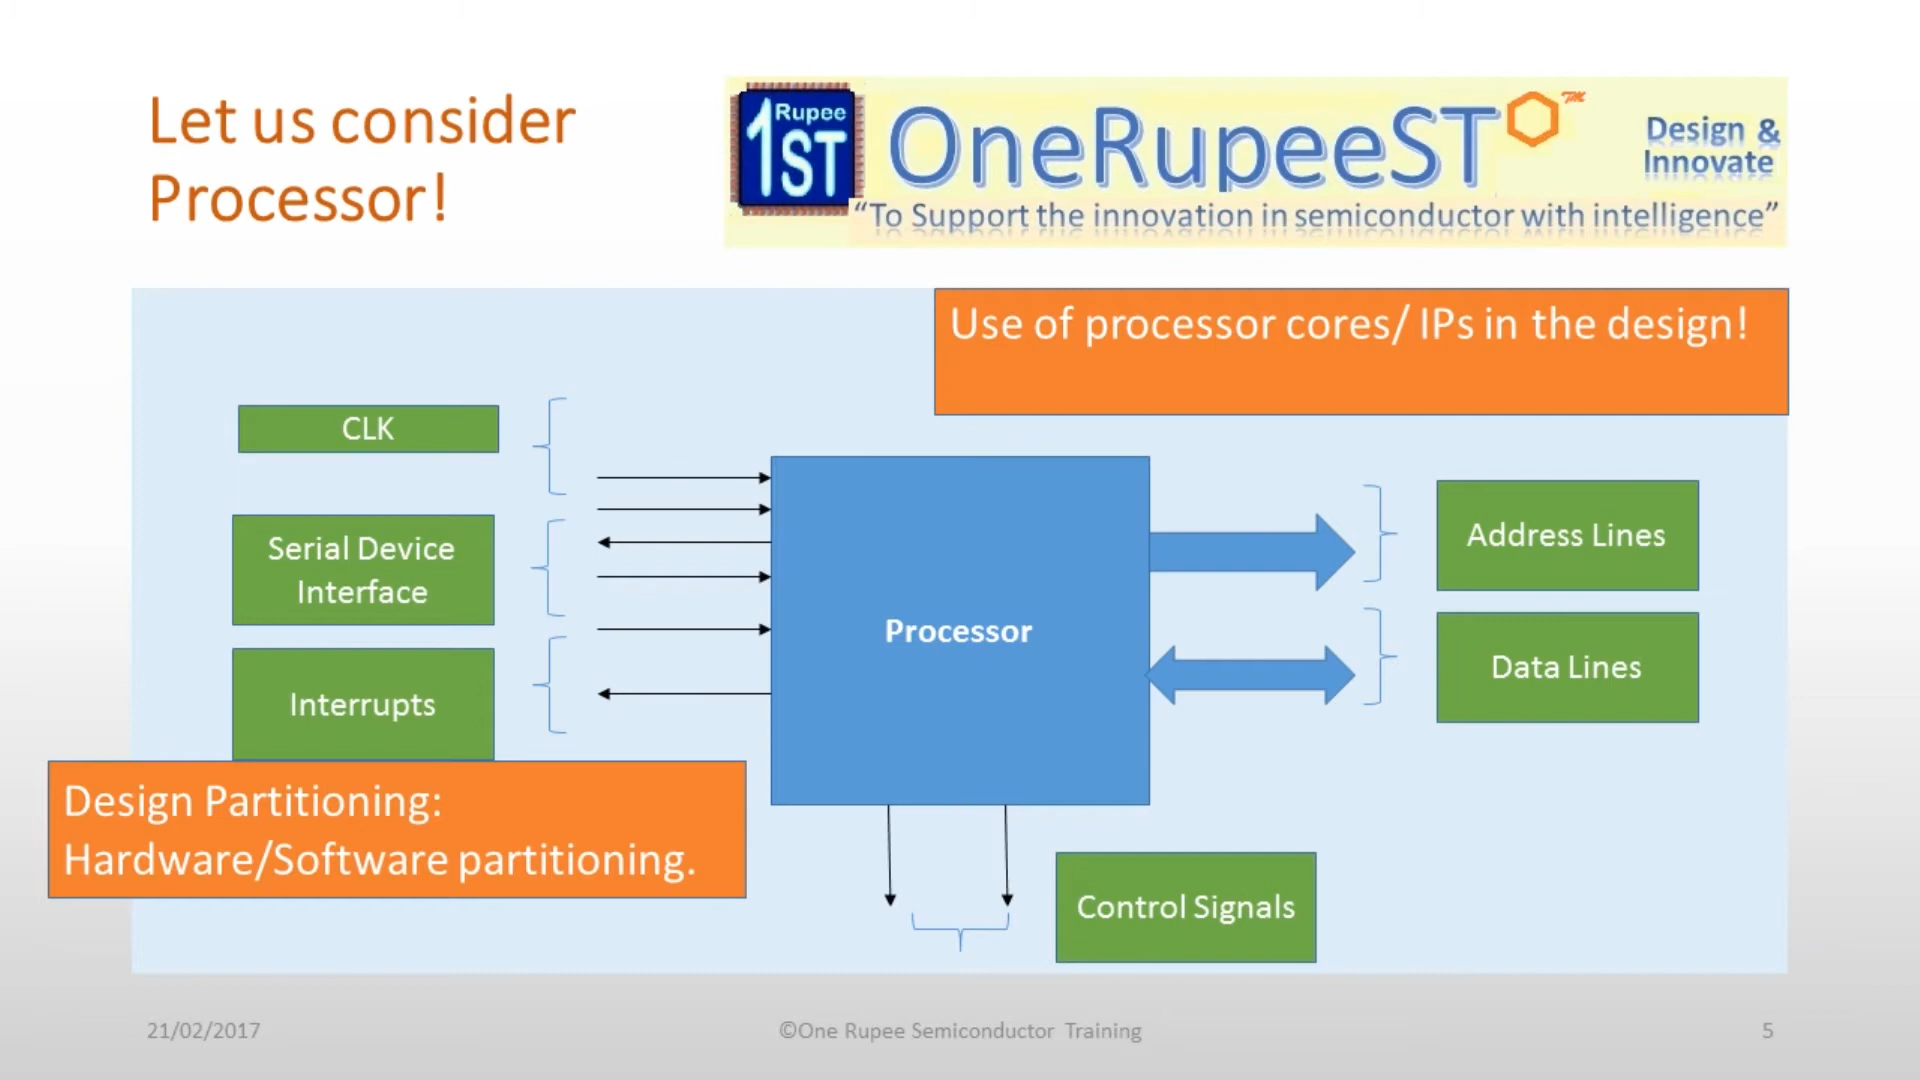 Let us consider
Processor!
Rupee
1ST
OneRupeeST
TM
Design &
Innovate
“To Support the innovation in semiconductor with intelligence”
Use of processor cores/ IPs in the design!
CLK
Serial Device
Interface
Interrupts
Processor
Address Lines
Data Lines
Design Partitioning:
Hardware/Software partitioning.
Control Signals
21/02/2017
©One Rupee Semiconductor Training
5